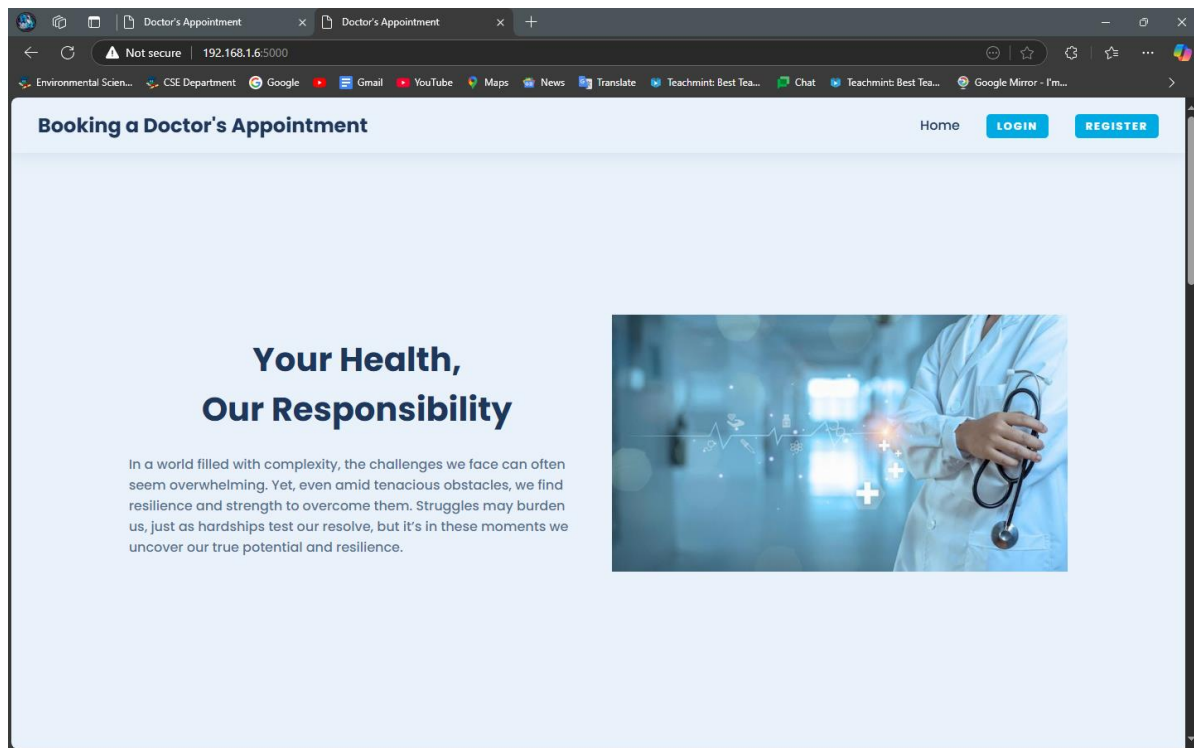 Doctor's Appointment
Doctor's Appointment
Not secure
192.168.1.6:5000
Environmental Scien...
CSE Department
Google
Gmail
YouTube
Maps
News
Translate
Teachmint: Best Tea...
Chat
Teachmint: Best Tea...
Google Mirror - I'm...
Booking a Doctor's Appointment
Home
LOGIN
REGISTER
Your Health,
Our Responsibility
In a world filled with complexity, the challenges we face can often
seem overwhelming. Yet, even amid tenacious obstacles, we find
resilience and strength to overcome them. Struggles may burden
us, just as hardships test our resolve, but it’s in these moments we
uncover our true potential and resilience.